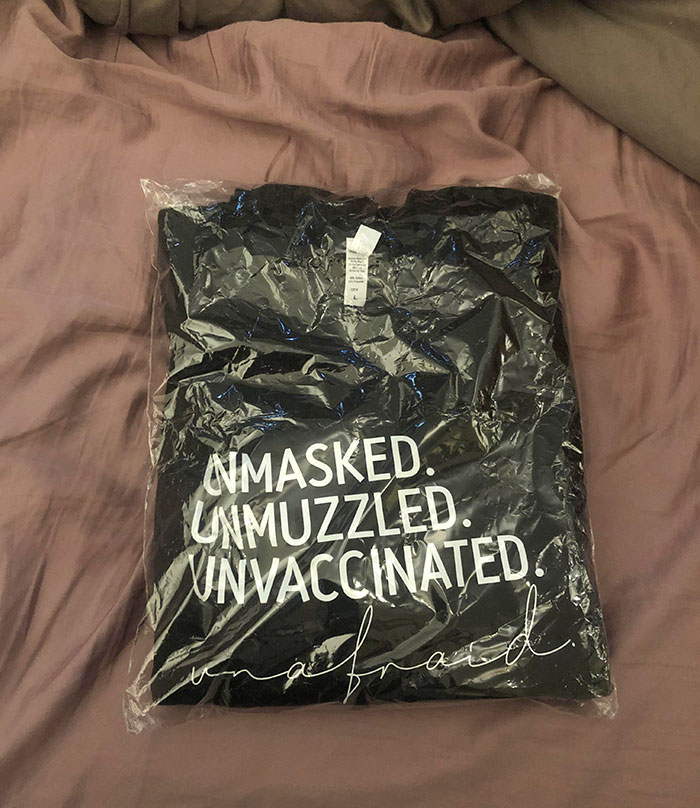 UNMASKED.
UNMUZZLED.
UNVACCINATED.
unafraid.
L